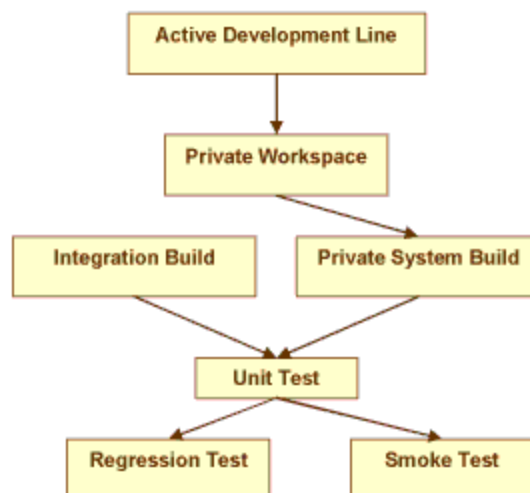 Active Development Line
Private Workspace
Integration Build
Private System Build
Unit Test
Regression Test
Smoke Test